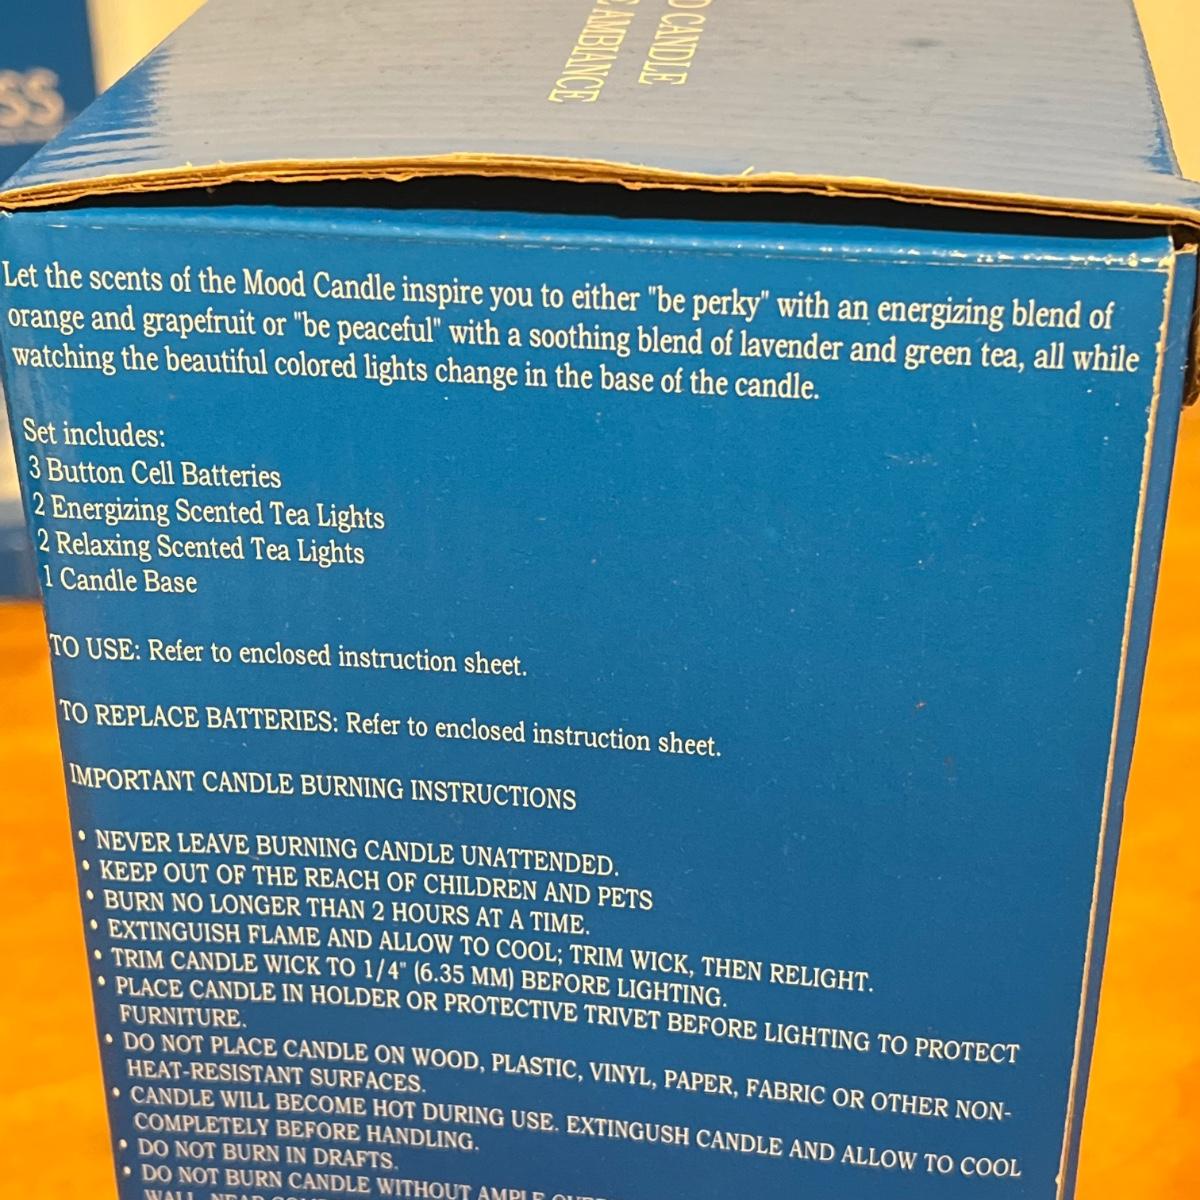 SS
D CANDLE
AMBIANCE
Let the scents of the Mood Candle inspire you to either "be perky" with an energizing blend of
orange and grapefruit or "be peaceful" with a soothing blend of lavender and green tea, all while
watching the beautiful colored lights change in the base of the candle.
Set includes:
3 Button Cell Batteries
2 Energizing Scented Tea Lights
2 Relaxing Scented Tea Lights
1 Candle Base
TO USE: Refer to enclosed instruction sheet.
TO REPLACE BATTERIES: Refer to enclosed instruction sheet.
IMPORTANT CANDLE BURNING INSTRUCTIONS
• NEVER LEAVE BURNING CANDLE UNATTENDED.
• KEEP OUT OF THE REACH OF CHILDREN AND PETS
• BURN NO LONGER THAN 2 HOURS AT A TIME.
• EXTINGUISH FLAME AND ALLOW TO COOL; TRIM WICK, THEN RELIGHT.
• TRIM CANDLE WICK TO 1/4" (6.35 MM) BEFORE LIGHTING.
• PLACE CANDLE IN HOLDER OR PROTECTIVE TRIVET BEFORE LIGHTING TO PROTECT
FURNITURE.
• DO NOT PLACE CANDLE ON WOOD, PLASTIC, VINYL, PAPER, FABRIC OR OTHER NON-
HEAT-RESISTANT SURFACES.
• CANDLE WILL BECOME HOT DURING USE. EXTINGUSH CANDLE AND ALLOW TO COOL
COMPLETELY BEFORE HANDLING.
• DO NOT BURN IN DRAFTS.
• DO NOT BURN CANDLE WITHOUT AMPLE
WALL, NEAR